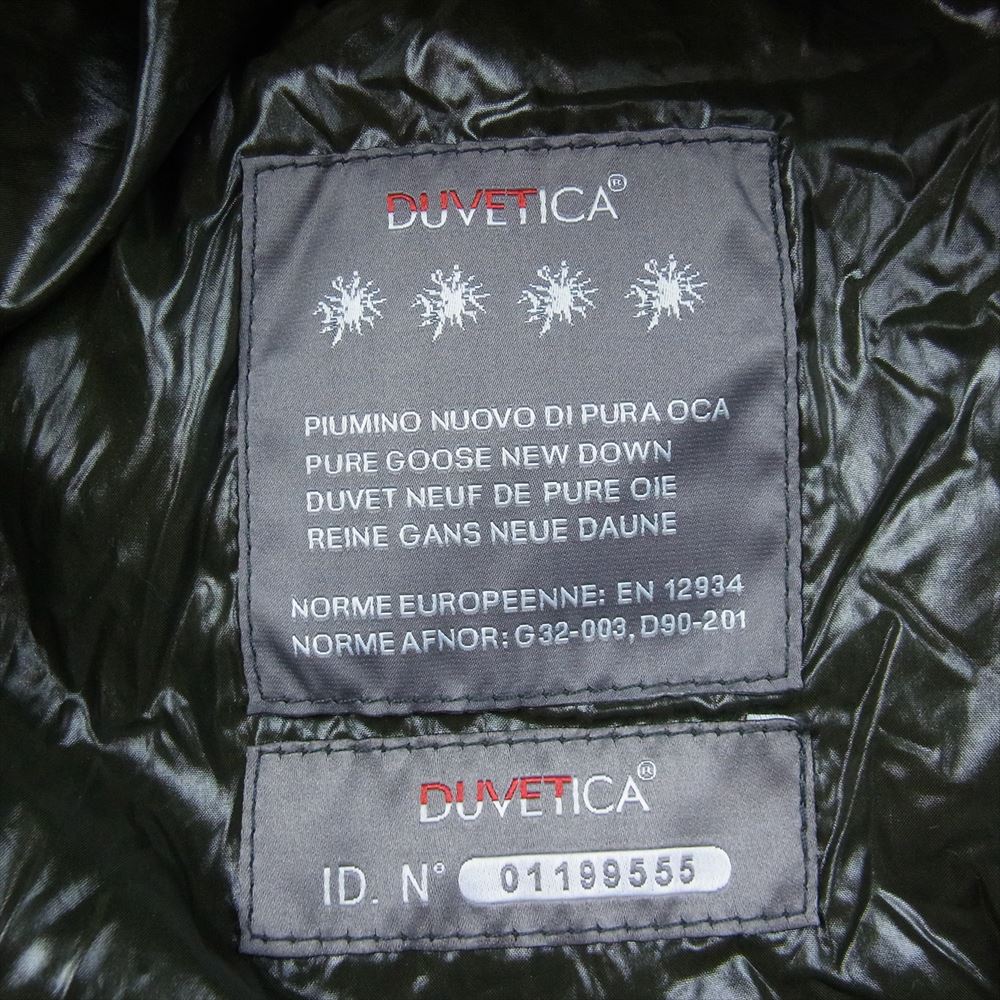 DUVETICA®
PIUMINO NUOVO DI PURA OCA
PURE GOOSE NEW DOWN
DUVET NEUF DE PURE OIE
REINE GANS NEUE DAUNE
NORME EUROPEENNE: EN 12934
NORME AFNOR: G32-003, D90-201
DUVETICA®
ID. N° 01199555